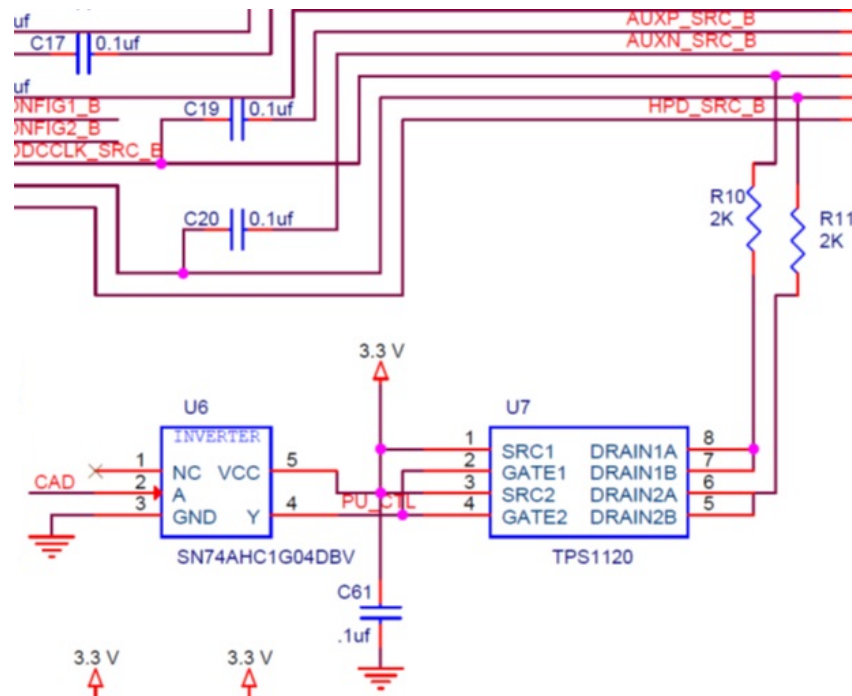 uf
C17
0.1uf
AUXP_SRC_B
AUXN_SRC_B
uf
ONFIG1_B
C19
0.1uf
HPD_SRC_B
ONFIG2_B
DDCCLK_SRC_B
C20
0.1uf
R10
2K
R11
2K
3.3 V
U6
U7
INVERTER
1
NC
VCC
5
CAD
2
A
3
GND
Y
4
PU_CTL
1
SRC1
DRAIN1A
8
2
GATE1
DRAIN1B
7
3
SRC2
DRAIN2A
6
4
GATE2
DRAIN2B
5
SN74AHC1G04DBV
TPS1120
C61
.1uf
3.3 V
3.3 V